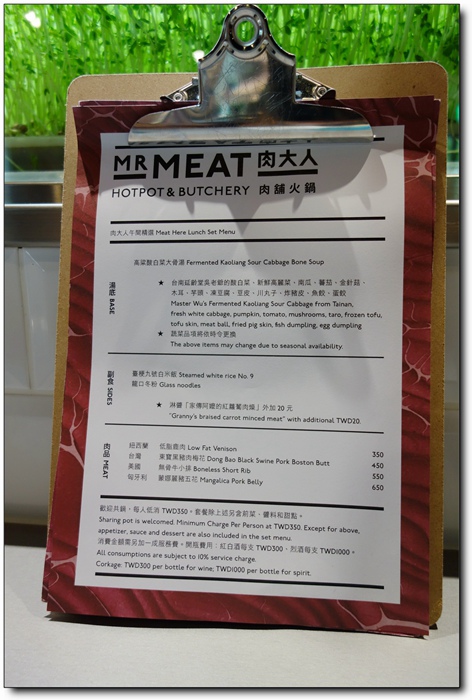 MR MEAT 肉大人
HOTPOT & BUTCHERY 肉舖火鍋
肉大人午間精選 Meat Here Lunch Set Menu
湯底 BASE
高粱酸白菜大骨湯 Fermented Kaoliang Sour Cabbage Bone Soup
★ 台南延齡堂吳老爺的酸白菜、新鮮高麗菜、南瓜、蕃茄、金針菇、
木耳、芋頭、凍豆腐、豆皮、川丸子、炸豬皮、魚餃、蛋餃
Master Wu's Fermented Kaoliang Sour Cabbage from Tainan,
fresh white cabbage, pumpkin, tomato, mushrooms, taro, frozen tofu,
tofu skin, meat ball, fried pig skin, fish dumpling, egg dumpling
★ 蔬菜品項將依時令更換
The above items may change due to seasonal availability.
副食 SIDES
臺稉九號白米飯 Steamed white rice No. 9
龍口冬粉 Glass noodles
★ 淋醬「家傳阿嬤的紅蘿蔔肉燥」外加 20 元
"Granny's braised carrot minced meat" with additional TWD20.
肉品 MEAT
紐西蘭 低脂鹿肉 Low Fat Venison 350
台灣 東寶黑豬肉梅花 Dong Bao Black Swine Pork Boston Butt 450
美國 無骨牛小排 Boneless Short Rib 550
匈牙利 蒙娜麗豬五花 Mangalica Pork Belly 650
歡迎共鍋，每人低消 TWD350。套餐除上述另含前菜、醬料和甜點。
Sharing pot is welcomed. Minimum Charge Per Person at TWD350. Except for above,
appetizer, sauce and dessert are also included in the set menu.
消費金額需另加一成服務費。開瓶費用：紅白酒每支 TWD300、烈酒每支 TWD1000。
All consumptions are subject to 10% service charge.
Corkage: TWD300 per bottle for wine; TWD1000 per bottle for spirit.